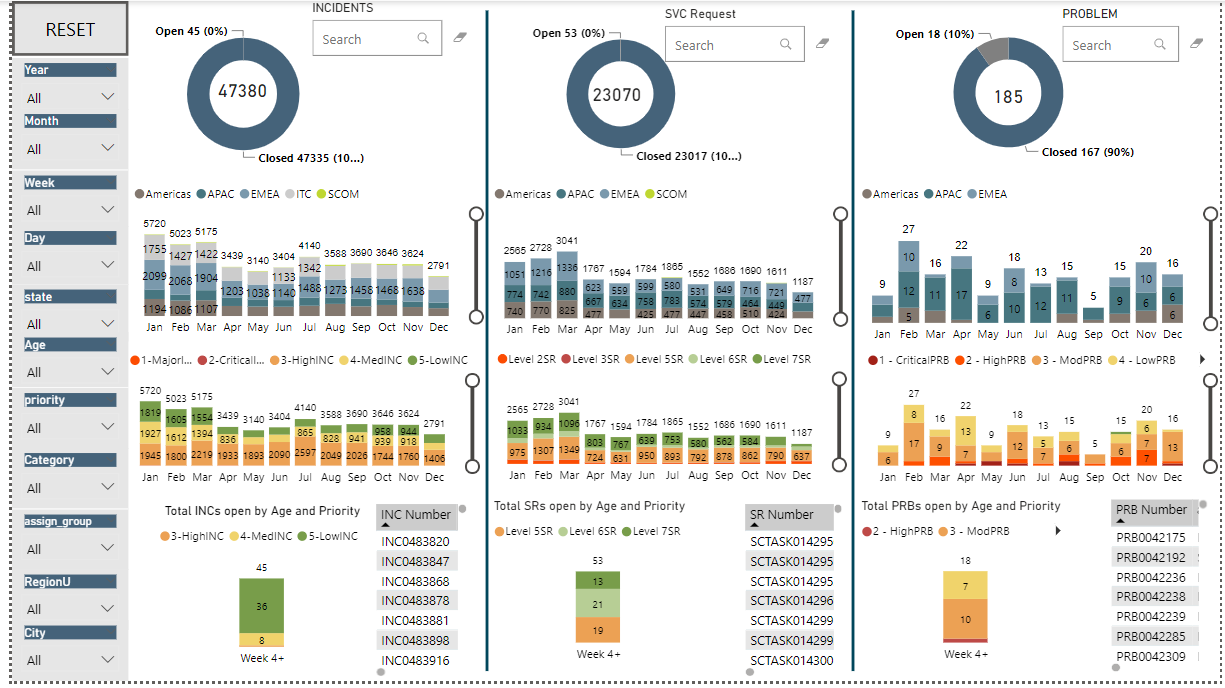 RESET
Year
All
Month
All
Week
All
Day
All
state
All
Age
All
priority
All
Category
All
assign_group
All
RegionU
All
City
All
INCIDENTS
Search
Open 45 (0%)
47380
Closed 47335 (10...)
Americas APAC EMEA ITC SCOM
5720 5023 5175 3439 3140 3404 4140 3588 3690 3646 3624 2791
1755 1427 1422 1133 1342
2099 2068 1904 1203 1038 1140 1488 1273 1458 1468 1638
1194 1086 1107
Jan Feb Mar Apr May Jun Jul Aug Sep Oct Nov Dec
1-MajorI... 2-CriticalI... 3-HighINC 4-MedINC 5-LowINC
5720 5023 5175 3439 3140 3404 4140 3588 3690 3646 3624 2791
1819 1605 1554 958 944
1927 1612 1394 836 865 828 941 939 918
1945 1800 2219 1933 1893 2090 2597 2049 2026 1744 1760 1406
Jan Feb Mar Apr May Jun Jul Aug Sep Oct Nov Dec
Total INCs open by Age and Priority
3-HighINC 4-MedINC 5-LowINC
45
36
8
Week 4+
INC Number
INC0483820
INC0483847
INC0483868
INC0483878
INC0483881
INC0483898
INC0483916
SVC Request
Search
Open 53 (0%)
23070
Closed 23017 (10...)
Americas APAC EMEA SCOM
2565 2728 3041 1767 1594 1784 1865 1552 1686 1690 1611 1187
1051 1216 1336 623 559 599 580 531 649 716 721 477
774 742 880 667 634 758 783 574 579 464 449
740 770 825 477 425 447 458 510 424
Jan Feb Mar Apr May Jun Jul Aug Sep Oct Nov Dec
Level 2SR Level 3SR Level 5SR Level 6SR Level 7SR
2565 2728 3041 1767 1594 1784 1865 1552 1686 1690 1611 1187
1033 934 1096 803 767 639 753 580 562 584
975 1307 1349 724 631 950 893 792 878 862 790 637
Jan Feb Mar Apr May Jun Jul Aug Sep Oct Nov Dec
Total SRs open by Age and Priority
Level 5SR Level 6SR Level 7SR
53
13
21
19
Week 4+
SR Number
SCTASK014295
SCTASK014295
SCTASK014295
SCTASK014296
SCTASK014299
SCTASK014299
SCTASK014300
PROBLEM
Search
Open 18 (10%)
185
Closed 167 (90%)
Americas APAC EMEA
9 27 16 22 9 18 13 15 5 15 20 16
10 8 10
12 11 17 6 12 11 9 6 6
5 6
Jan Feb Mar Apr May Jun Jul Aug Sep Oct Nov Dec
1 - CriticalPRB 2 - HighPRB 3 - ModPRB 4 - LowPRB
9 27 16 22 9 18 13 15 5 15 20 16
8 13 5 6
6 17 9 7 12 7 6 6 7 13
7
Jan Feb Mar Apr May Jun Jul Aug Sep Oct Nov Dec
Total PRBs open by Age and Priority
2 - HighPRB 3 - ModPRB
18
7
10
Week 4+
PRB Number
PRB0042175
PRB0042192
PRB0042236
PRB0042238
PRB0042239
PRB0042285
PRB0042309